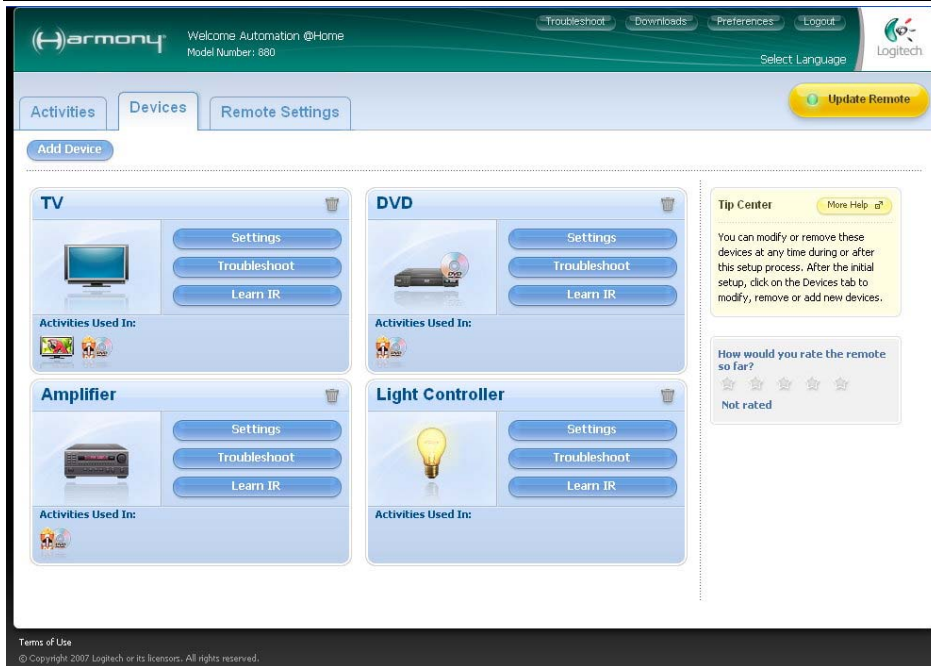 Harmony
Welcome Automation @Home
Model Number: 880
Troubleshoot
Downloads
Preferences
Logout
Select Language
Logitech
Activities
Devices
Remote Settings
Update Remote
Add Device
TV
Settings
Troubleshoot
Learn IR
Activities Used In:
DVD
Settings
Troubleshoot
Learn IR
Activities Used In:
Amplifier
Settings
Troubleshoot
Learn IR
Activities Used In:
Light Controller
Settings
Troubleshoot
Learn IR
Activities Used In:
Tip Center
More Help
You can modify or remove these
devices at any time during or after
this setup process. After the initial
setup, click on the Devices tab to
modify, remove or add new devices.
How would you rate the remote
so far?
Not rated
Terms of Use
© Copyright 2007 Logitech or its licensors. All rights reserved.